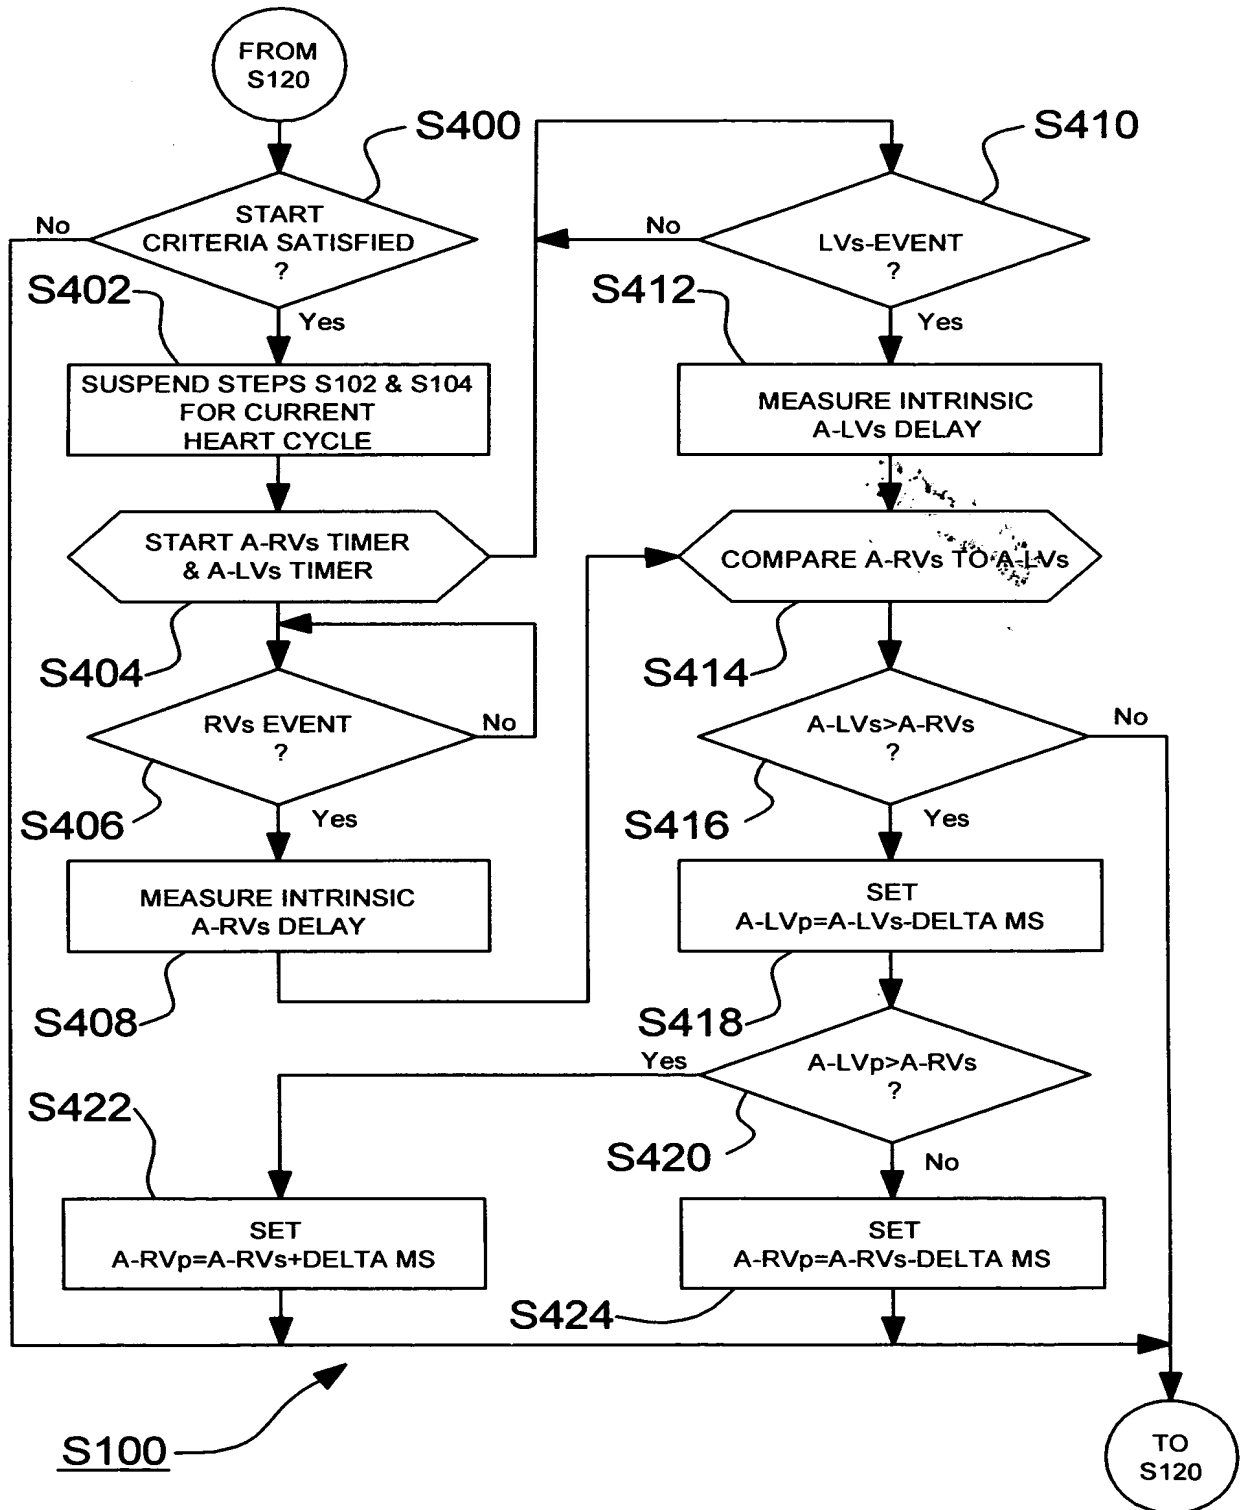 FROM
S120
S400
START
CRITERIA SATISFIED
?
No
Yes
S402
SUSPEND STEPS S102 & S104
FOR CURRENT
HEART CYCLE
START A-RVs TIMER
& A-LVs TIMER
S404
RVs EVENT
?
No
Yes
S406
MEASURE INTRINSIC
A-RVs DELAY
S408
S410
LVs-EVENT
?
No
Yes
S412
MEASURE INTRINSIC
A-LVs DELAY
COMPARE A-RVs TO A-LVs
S414
A-LVs>A-RVs
?
No
Yes
S416
SET
A-LVp=A-LVs-DELTA MS
S418
A-LVp>A-RVs
?
Yes
No
S420
S422
SET
A-RVp=A-RVs+DELTA MS
SET
A-RVp=A-RVs-DELTA MS
S424
S100
TO
S120